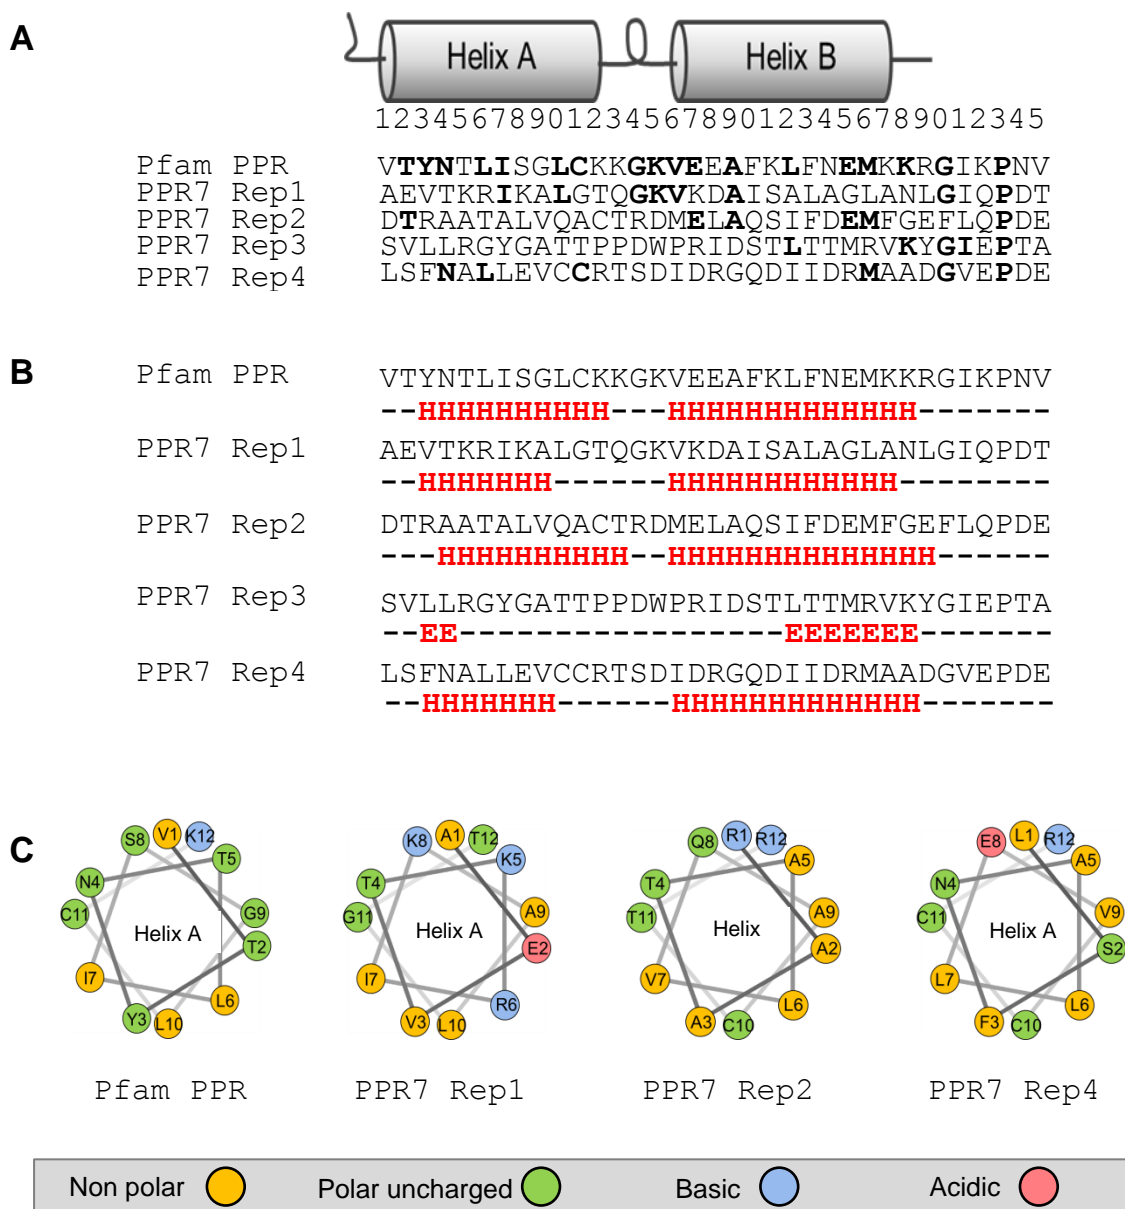 A
Helix A Helix B
12345678901234567890123456789012345
Pfam PPR VTYNTLISGLCKKGKVEEAFKLFNEMKKRGIKPNV
PPR7 Rep1 AEVTKRIKALGTQGKVKDAISALAGLANLGIQPDT
PPR7 Rep2 DTRAATALVQACTRDMELAQSIFDEMFGEFLQPDE
PPR7 Rep3 SVLLRGYGATTPPDWPRIDSTLTTMRVKYGIEPTA
PPR7 Rep4 LSFNALLEVCCRTSDIDRGQDIIDRMAADGVEPDE
B
Pfam PPR VTYNTLISGLCKKGKVEEAFKLFNEMKKRGIKPNV
--HHHHHHHHHH---HHHHHHHHHHHHH-------
PPR7 Rep1 AEVTKRIKALGTQGKVKDAISALAGLANLGIQPDT
--HHHHHHH------HHHHHHHHHHHH--------
PPR7 Rep2 DTRAATALVQACTRDMELAQSIFDEMFGEFLQPDE
---HHHHHHHHHH--HHHHHHHHHHHHHH------
PPR7 Rep3 SVLLRGYGATTPPDWPRIDSTLTTMRVKYGIEPTA
--EE-----------------EEEEEEE-------
PPR7 Rep4 LSFNALLEVCCRTSDIDRGQDIIDRMAADGVEPDE
--HHHHHHH------HHHHHHHHHHHHH-------
C
S8 V1 K12 T5 N4 C11 G9 T2 Helix A I7 L6 Y3 L10
K8 A1 T12 K5 T4 G11 A9 E2 Helix A I7 R6 V3 L10
Q8 R1 R12 A5 T4 T11 A9 A2 Helix V7 L6 A3 C10
E8 L1 R12 A5 N4 C11 V9 S2 Helix A L7 L6 F3 C10
Pfam PPR PPR7 Rep1 PPR7 Rep2 PPR7 Rep4
Non polar Polar uncharged Basic Acidic